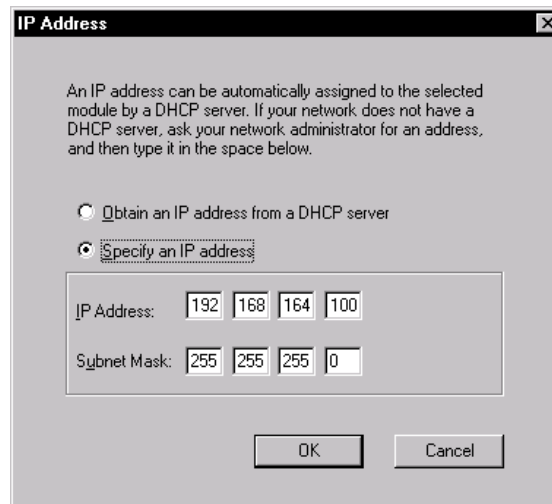 IP Address
An IP address can be automatically assigned to the selected
module by a DHCP server. If your network does not have a
DHCP server, ask your network administrator for an address,
and then type it in the space below.
Obtain an IP address from a DHCP server
Specify an IP address
IP Address: 192 168 164 100
Subnet Mask: 255 255 255 0
OK Cancel